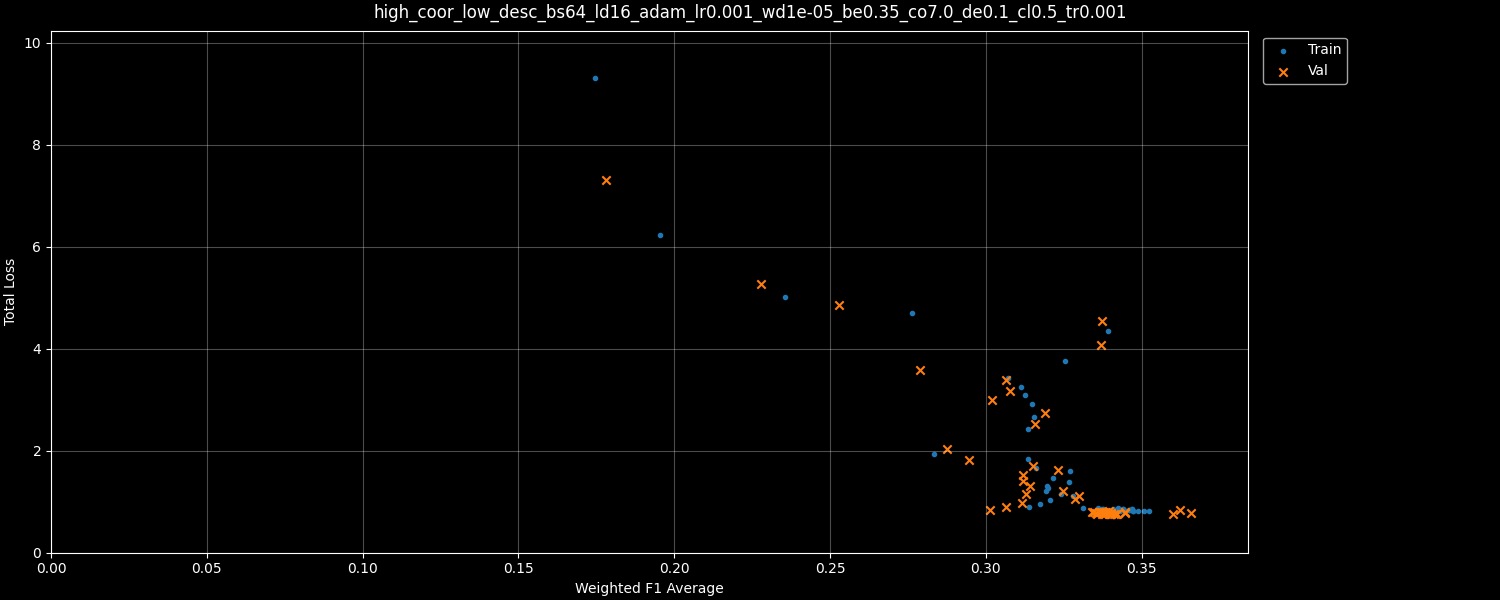 high_coor_low_desc_bs64_ld16_adam_lr0.001_wd1e-05_be0.35_co7.0_de0.1_cl0.5_tr0.001
Train
Val
10
8
6
4
2
0
Total Loss
0.00 0.05 0.10 0.15 0.20 0.25 0.30 0.35
Weighted F1 Average